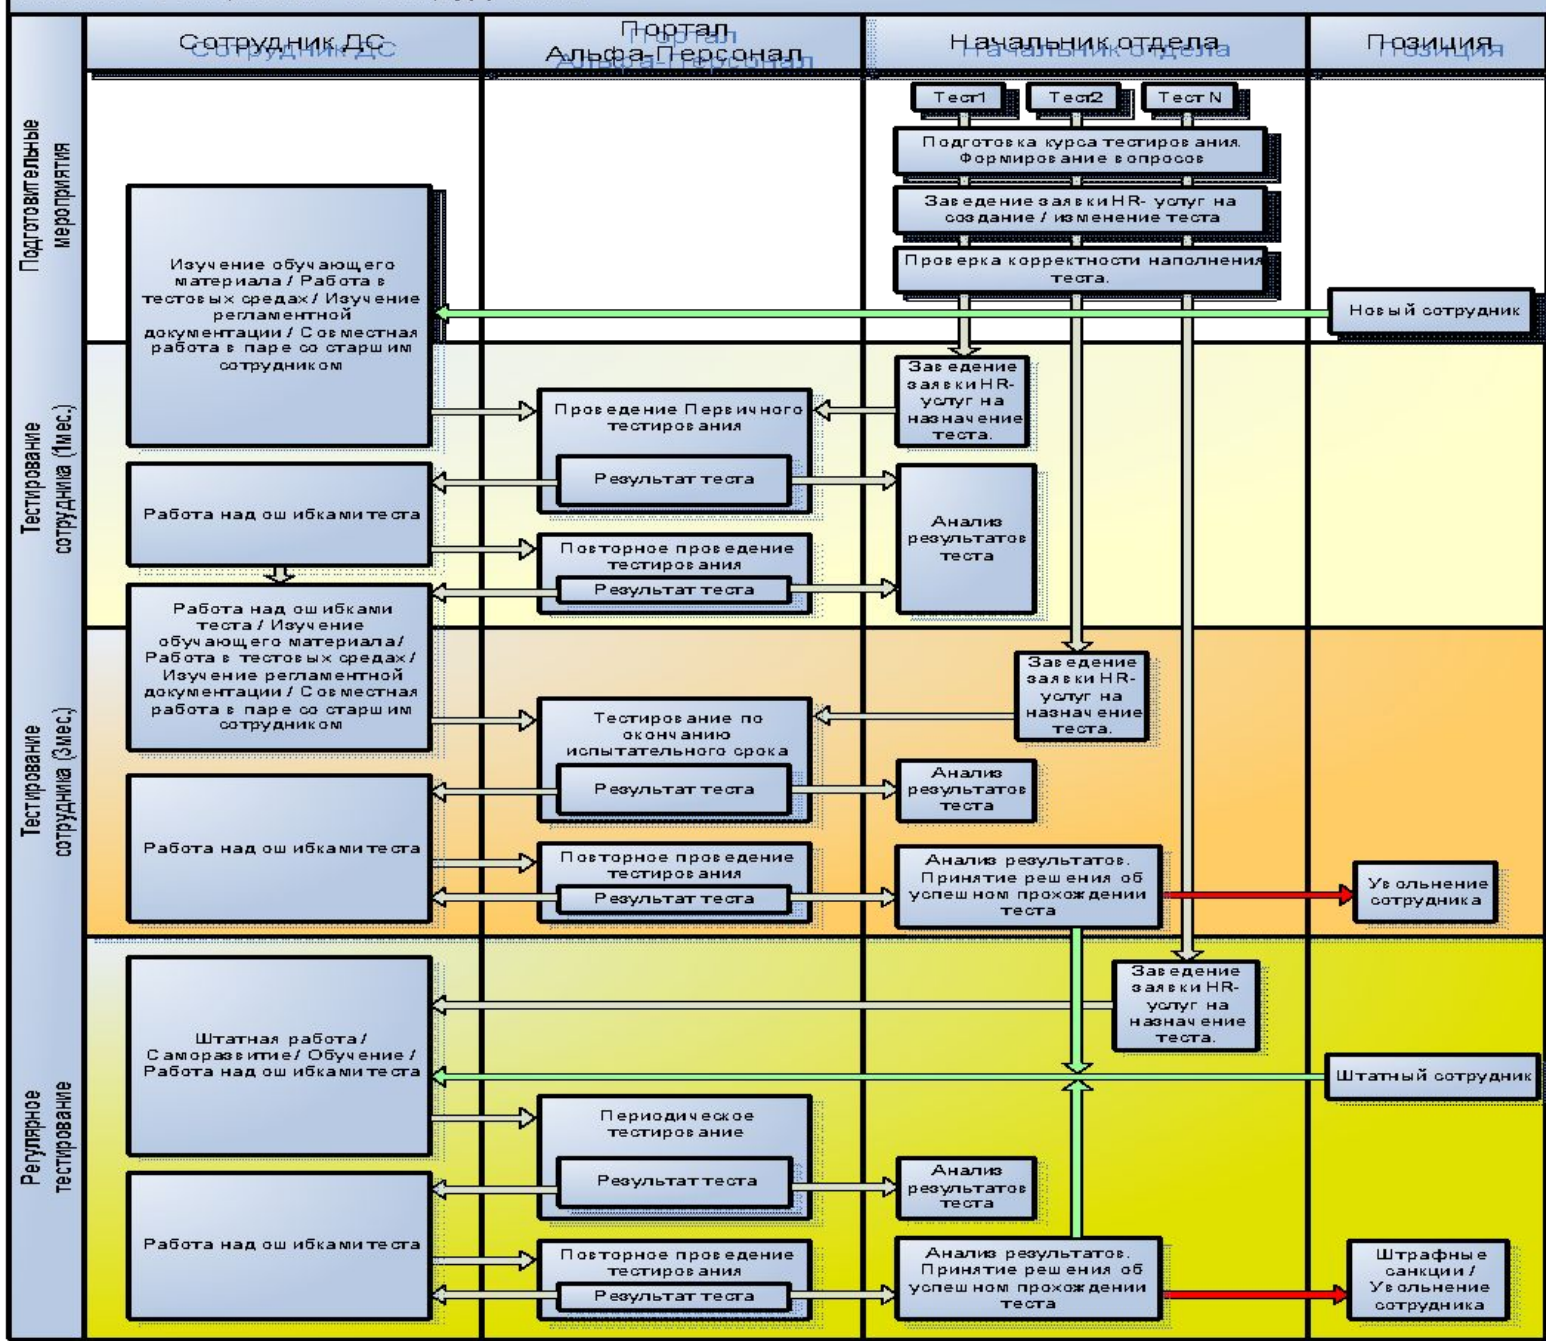 Сотрудник ДС
Портал
Альфа-Персонал
Начальник отдела
Позиция
Подготовительные
мероприятия
Тест1
Тест2
Тест N
Подготовка курса тестирования.
Формирование вопросов
Заведение заявки HR- услуг на
создание / изменение теста
Проверка корректности наполнения
теста.
Изучение обучающего
материала / Работа в
тестовых средах / Изучение
регламентной
документации / Совместная
работа в паре со старшим
сотрудником
Новый сотрудник
Тестирование
сотрудника (1мес.)
Проведение Первичного
тестирования
Результат теста
Заведение
заявки HR-
услуг на
назначение
теста.
Работа над ошибками теста
Анализ
результатов
теста
Повторное проведение
тестирования
Результат теста
Тестирование
сотрудника (3мес.)
Работа над ошибками
теста / Изучение
обучающего материала /
Работа в тестовых средах /
Изучение регламентной
документации / Совместная
работа в паре со старшим
сотрудником
Заведение
заявки HR-
услуг на
назначение
теста.
Тестирование по
окончанию
испытательного срока
Результат теста
Анализ
результатов
теста
Работа над ошибками теста
Повторное проведение
тестирования
Результат теста
Анализ результатов.
Принятие решения об
успешном прохождении
теста
Увольнение
сотрудника
Регулярное
тестирование
Штатная работа /
Саморазвитие / Обучение /
Работа над ошибками теста
Заведение
заявки HR-
услуг на
назначение
теста.
Штатный сотрудник
Периодическое
тестирование
Результат теста
Анализ
результатов
теста
Работа над ошибками теста
Повторное проведение
тестирования
Результат теста
Анализ результатов.
Принятие решения об
успешном прохождении
теста
Штрафные
санкции /
Увольнение
сотрудника